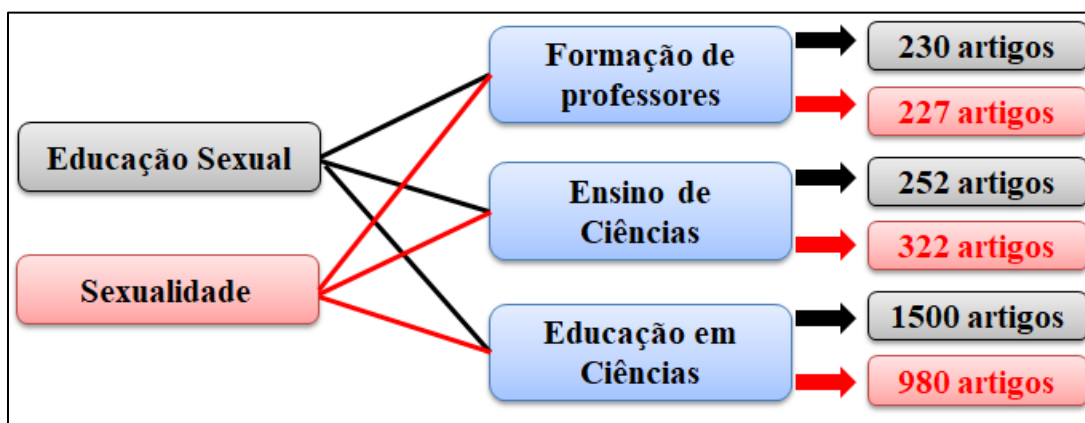 Educação Sexual
Sexualidade
Formação de
professores
Ensino de
Ciências
Educação em
Ciências
230 artigos
227 artigos
252 artigos
322 artigos
1500 artigos
980 artigos